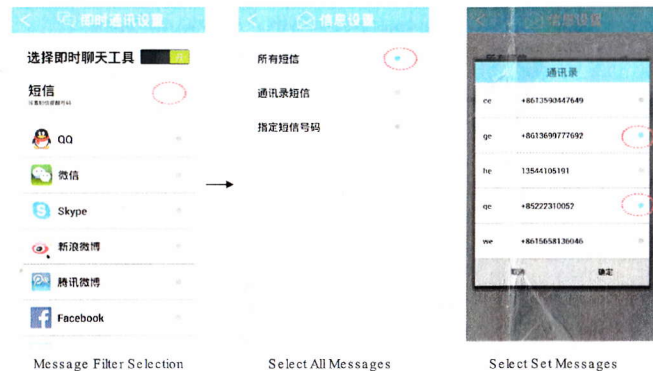 即时通讯设置
选择即时聊天工具
短信
QQ
微信
Skype
新浪微博
腾讯微博
Facebook
Message Filter Selection
信息设置
所有短信
通讯录短信
指定短信号码
Select All Messages
信息设置
通讯录
ce +8613590447649
ge +8613699777692
he 13544105191
qe +85222310052
we +8615658136046
取消 确定
Select Set Messages